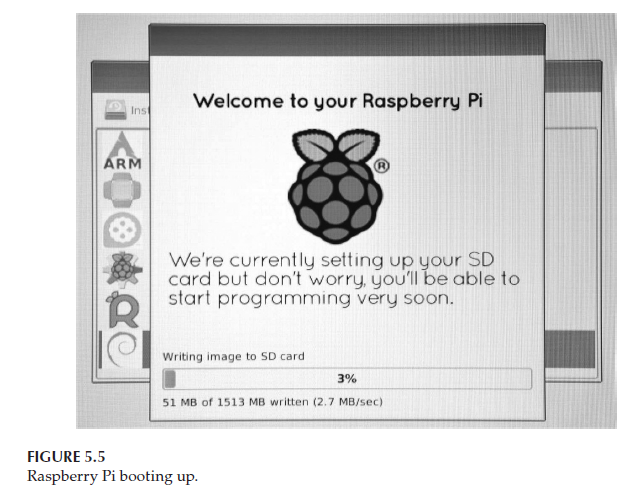 Welcome to your Raspberry Pi
Inst
ARM
®
We're currently setting up your SD
card but don't worry, you'll be able to
start programming very soon.
Writing image to SD card
3%
51 MB of 1513 MB written (2.7 MB/sec)
FIGURE 5.5
Raspberry Pi booting up.